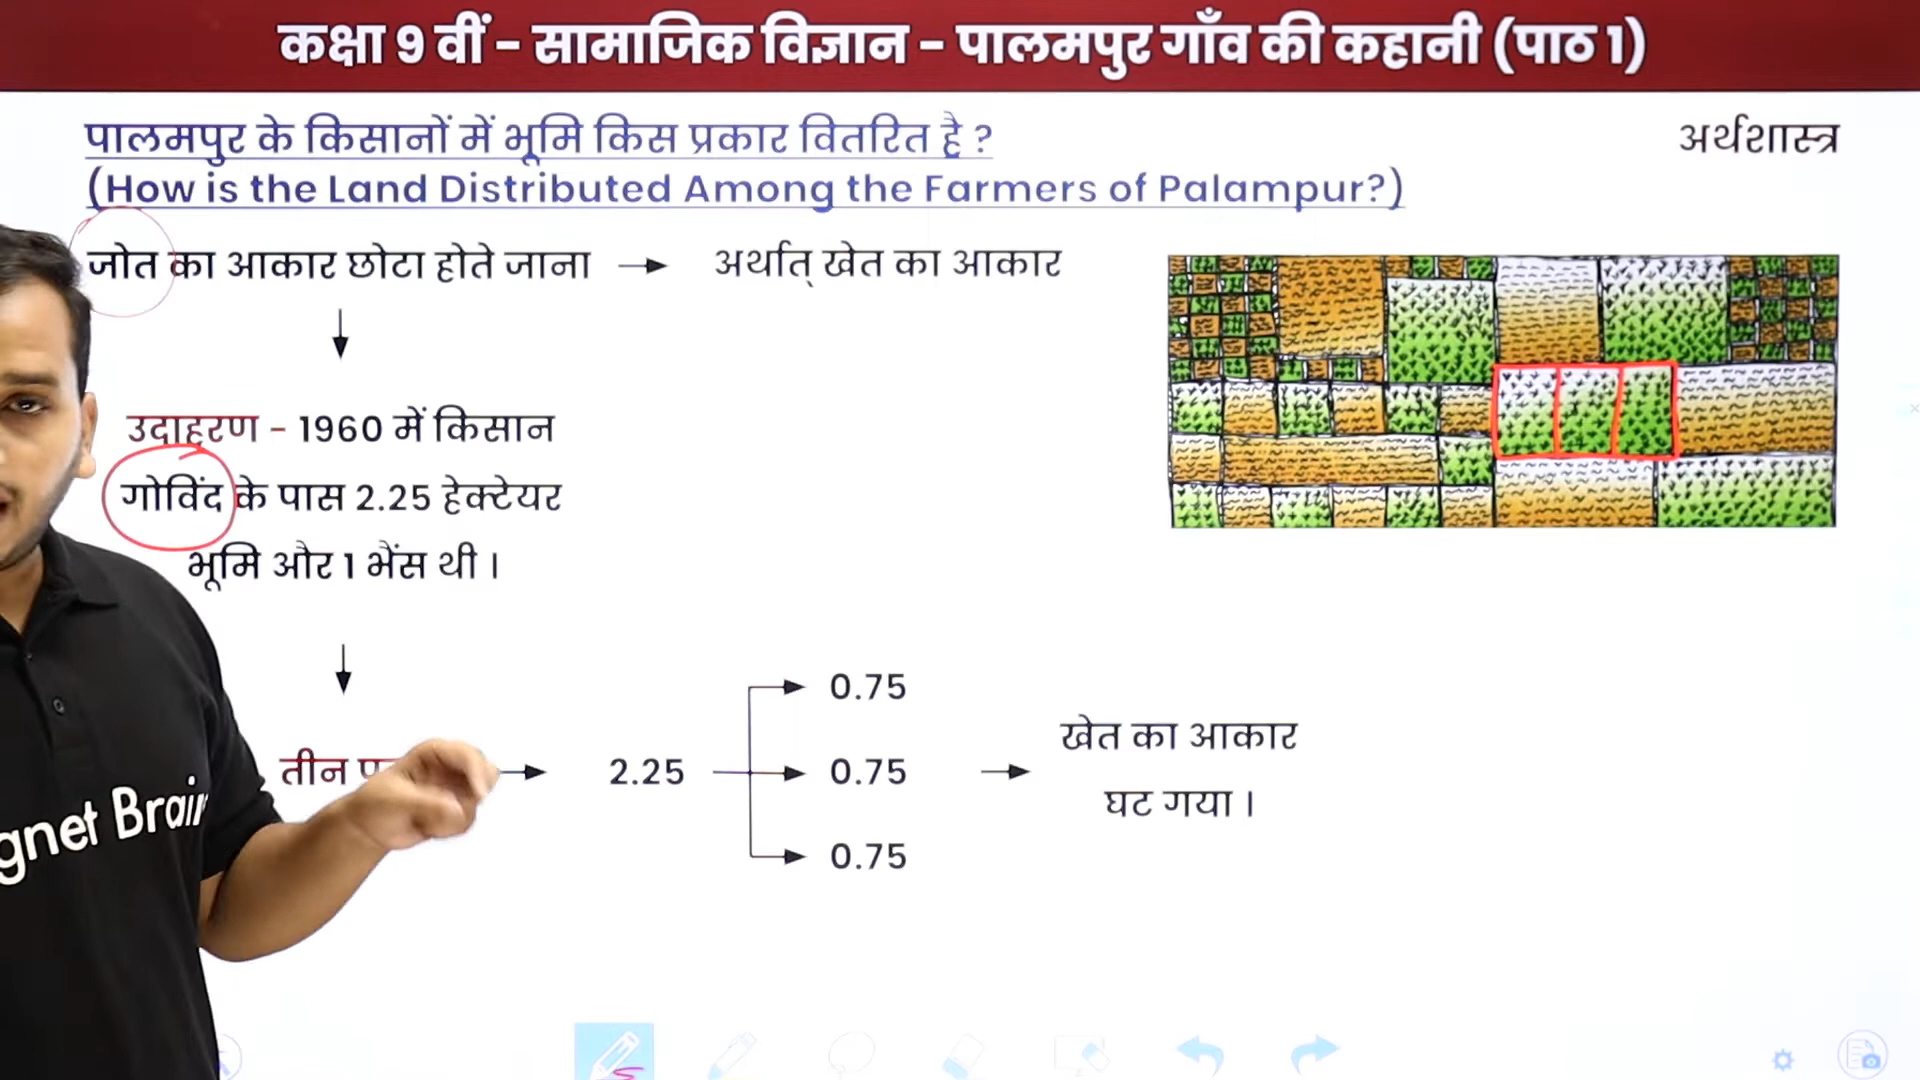 कक्षा 9 वीं – सामाजिक विज्ञान – पालमपुर गाँव की कहानी (पाठ 1)
पालमपुर के किसानों में भूमि किस प्रकार वितरित है ?
अर्थशास्त्र
(How is the Land Distributed Among the Farmers of Palampur?)
जोत का आकार छोटा होते जाना → अर्थात् खेत का आकार
उदाहरण – 1960 में किसान
गोविंद के पास 2.25 हेक्टेयर
भूमि और 1 भैंस थी ।
0.75
तीन
2.25
0.75
0.75
खेत का आकार
घट गया ।
gnet Brain